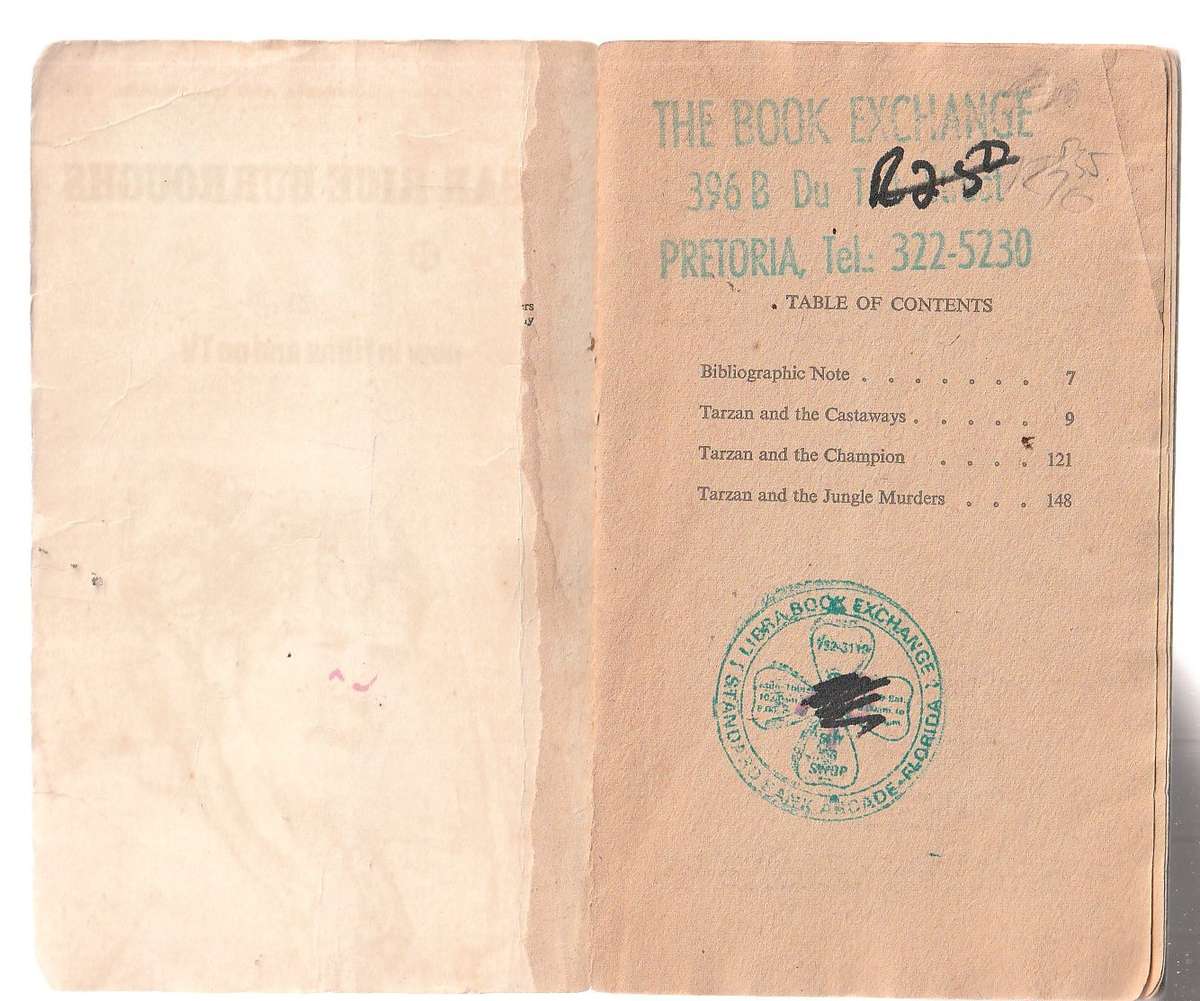 THE BOOK EXCHANGE
396 B Du
R25
PRETORIA, Tel.: 322-5230
TABLE OF CONTENTS
Bibliographic Note . . . . . . . 7
Tarzan and the Castaways . . . . . 9
Tarzan and the Champion . . . . 121
Tarzan and the Jungle Murders . . . 148
LIBRA BOOK EXCHANGE
STANDARD BANK ARCADE - FLORIDA
SWOP